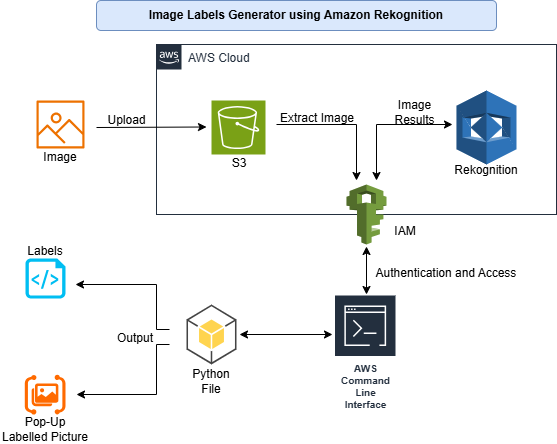 Image Labels Generator using Amazon Rekognition
aws
AWS Cloud
Image
Upload
S3
Extract Image
Image
Results
Rekognition
IAM
Authentication and Access
Labels
</>
Output
Python
File
AWS
Command
Line
Interface
Pop-Up
Labelled Picture